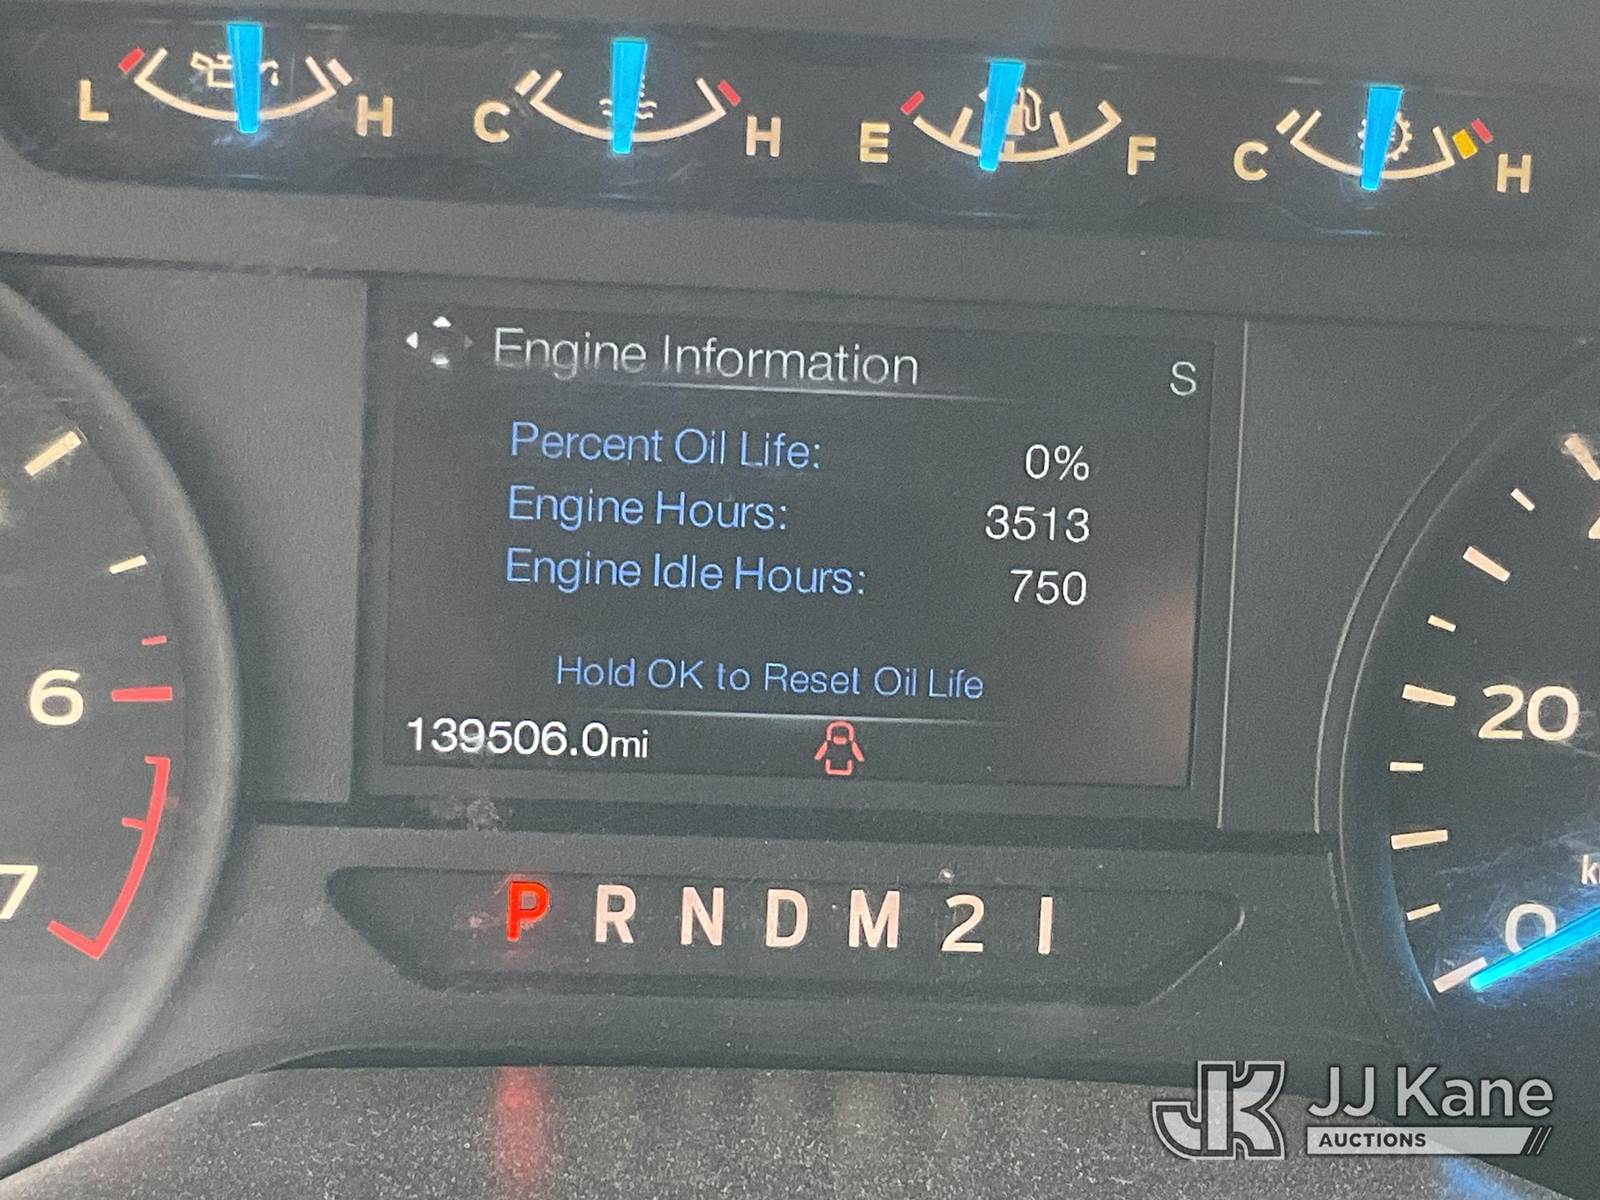 L H C H E F C H
Engine Information S
Percent Oil Life: 0%
Engine Hours: 3513
Engine Idle Hours: 750
Hold OK to Reset Oil Life
139506.0mi
6
7
20
0
P R N D M 2 1
JK JJ Kane
AUCTIONS